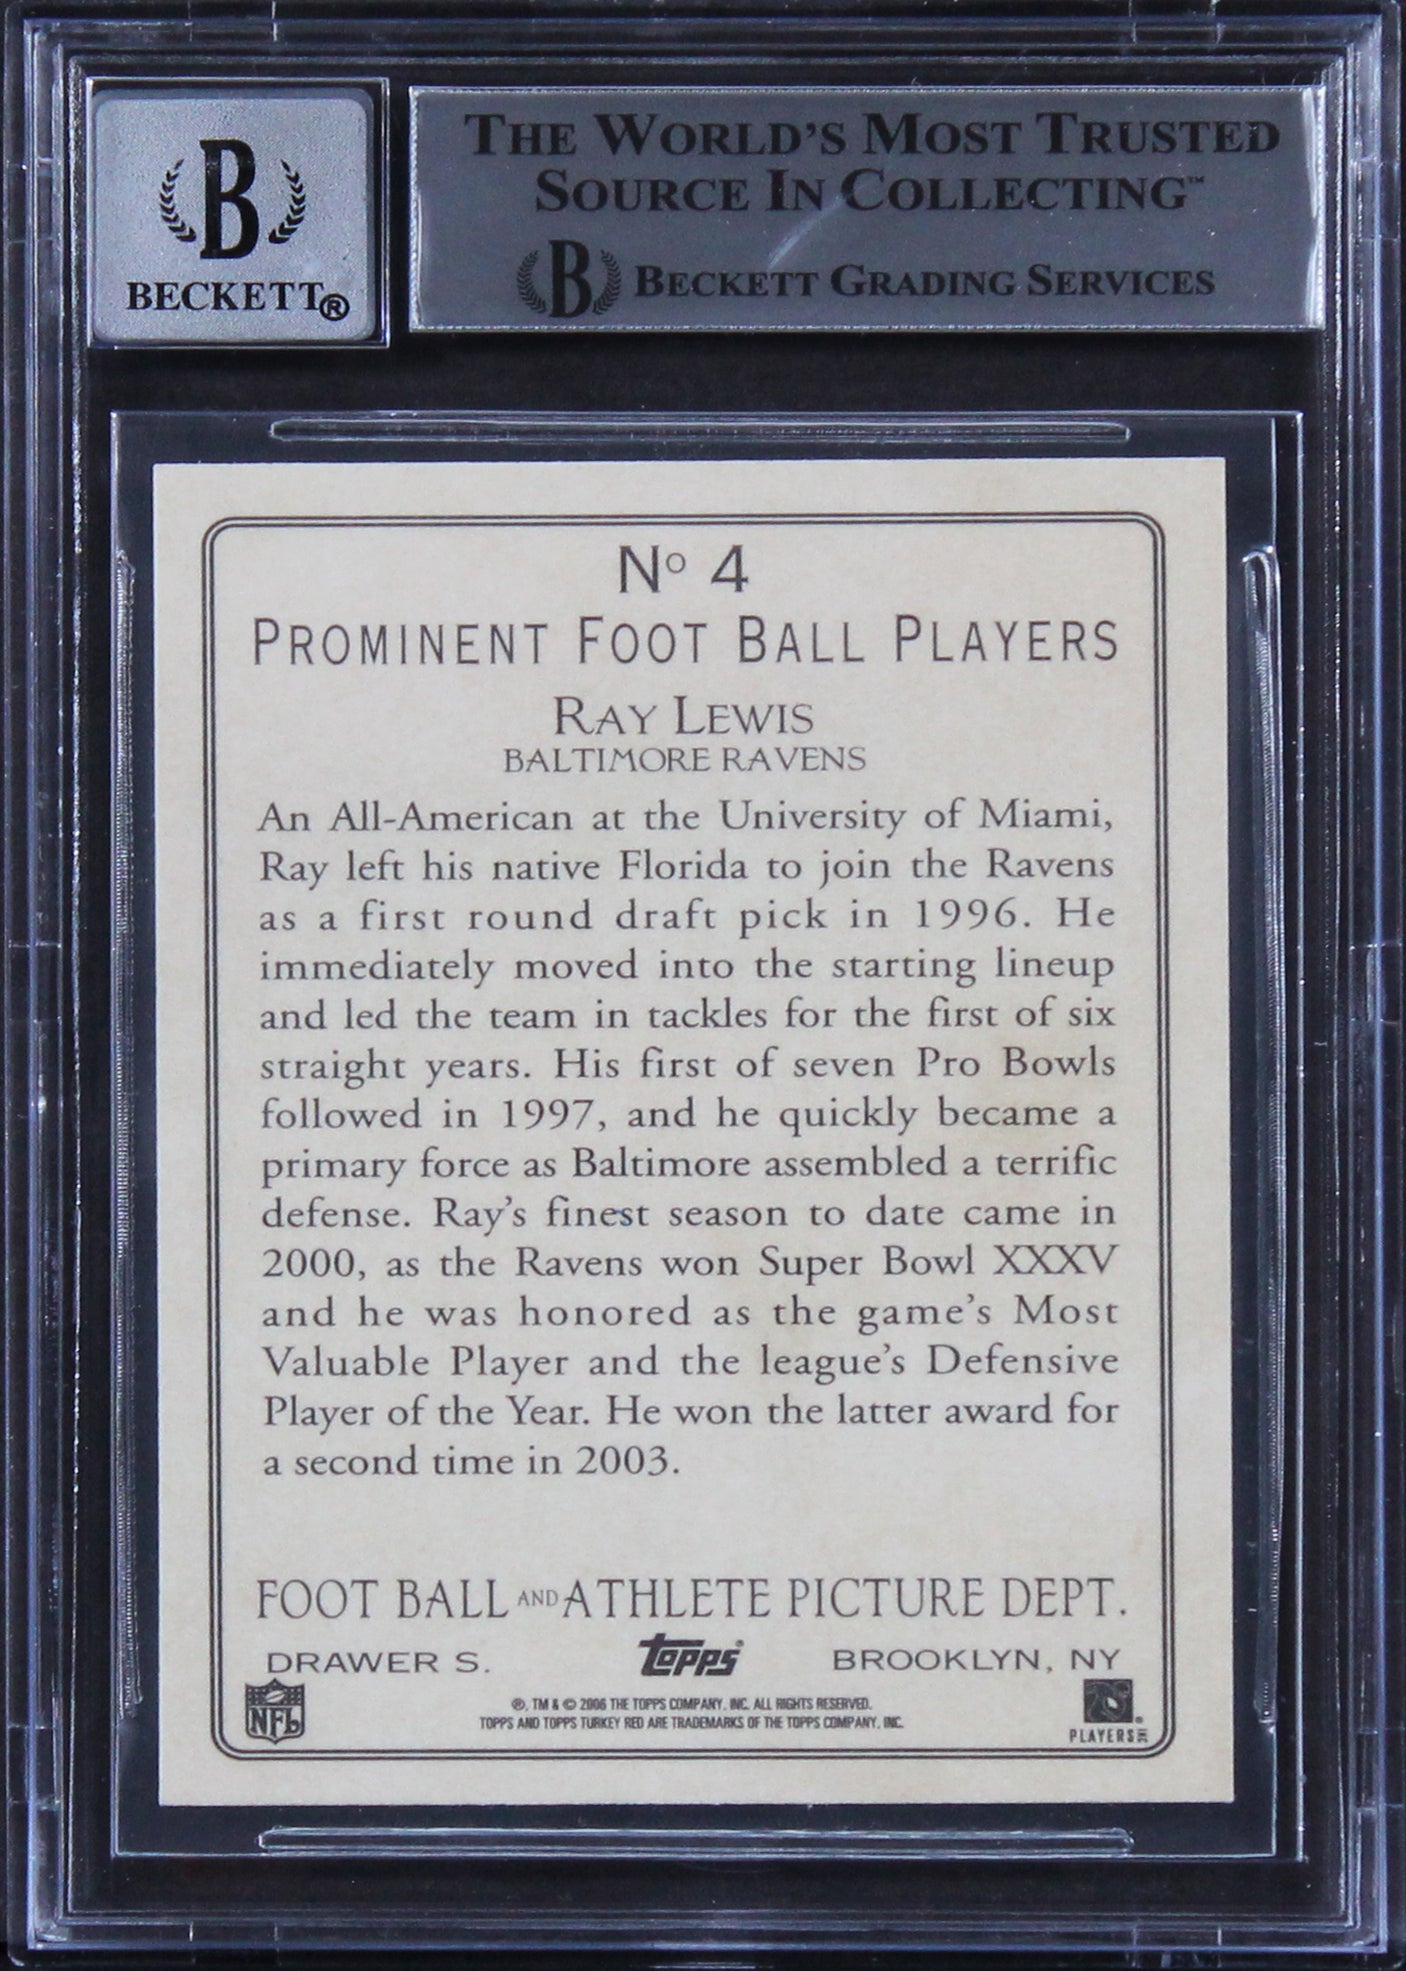 B
BECKETT®
THE WORLD'S MOST TRUSTED
SOURCE IN COLLECTING™
B BECKETT GRADING SERVICES
Nº 4
PROMINENT FOOT BALL PLAYERS
RAY LEWIS
BALTIMORE RAVENS
An All-American at the University of Miami,
Ray left his native Florida to join the Ravens
as a first round draft pick in 1996. He
immediately moved into the starting lineup
and led the team in tackles for the first of six
straight years. His first of seven Pro Bowls
followed in 1997, and he quickly became a
primary force as Baltimore assembled a terrific
defense. Ray's finest season to date came in
2000, as the Ravens won Super Bowl XXXV
and he was honored as the game's Most
Valuable Player and the league's Defensive
Player of the Year. He won the latter award for
a second time in 2003.
FOOT BALL AND ATHLETE PICTURE DEPT.
DRAWER S. Topps® BROOKLYN, NY
®, TM & © 2006 THE TOPPS COMPANY, INC. ALL RIGHTS RESERVED.
TOPPS AND TOPPS TURKEY RED ARE TRADEMARKS OF THE TOPPS COMPANY, INC.
NFL
PLAYERS